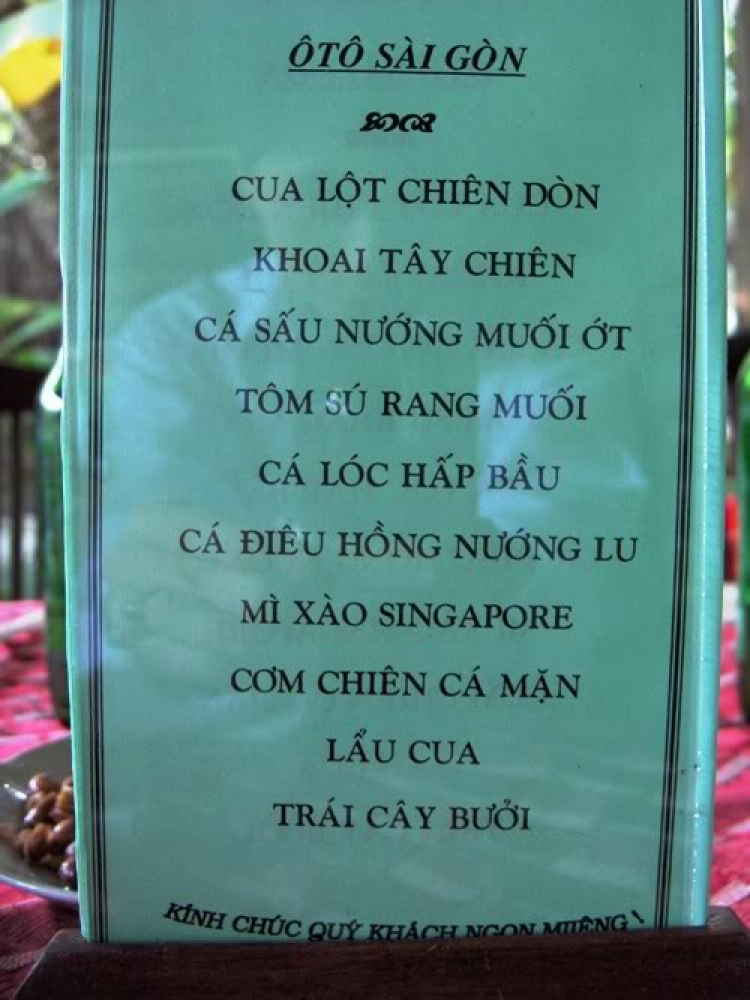 ÔTÔ SÀI GÒN
CUA LỘT CHIÊN DÒN
KHOAI TÂY CHIÊN
CÁ SẤU NƯỚNG MUỐI ỚT
TÔM SÚ RANG MUỐI
CÁ LÓC HẤP BẦU
CÁ ĐIÊU HỒNG NƯỚNG LU
MÌ XÀO SINGAPORE
CƠM CHIÊN CÁ MẶN
LẨU CUA
TRÁI CÂY BƯỞI
KÍNH CHÚC QUÝ KHÁCH NGON MIỆNG !